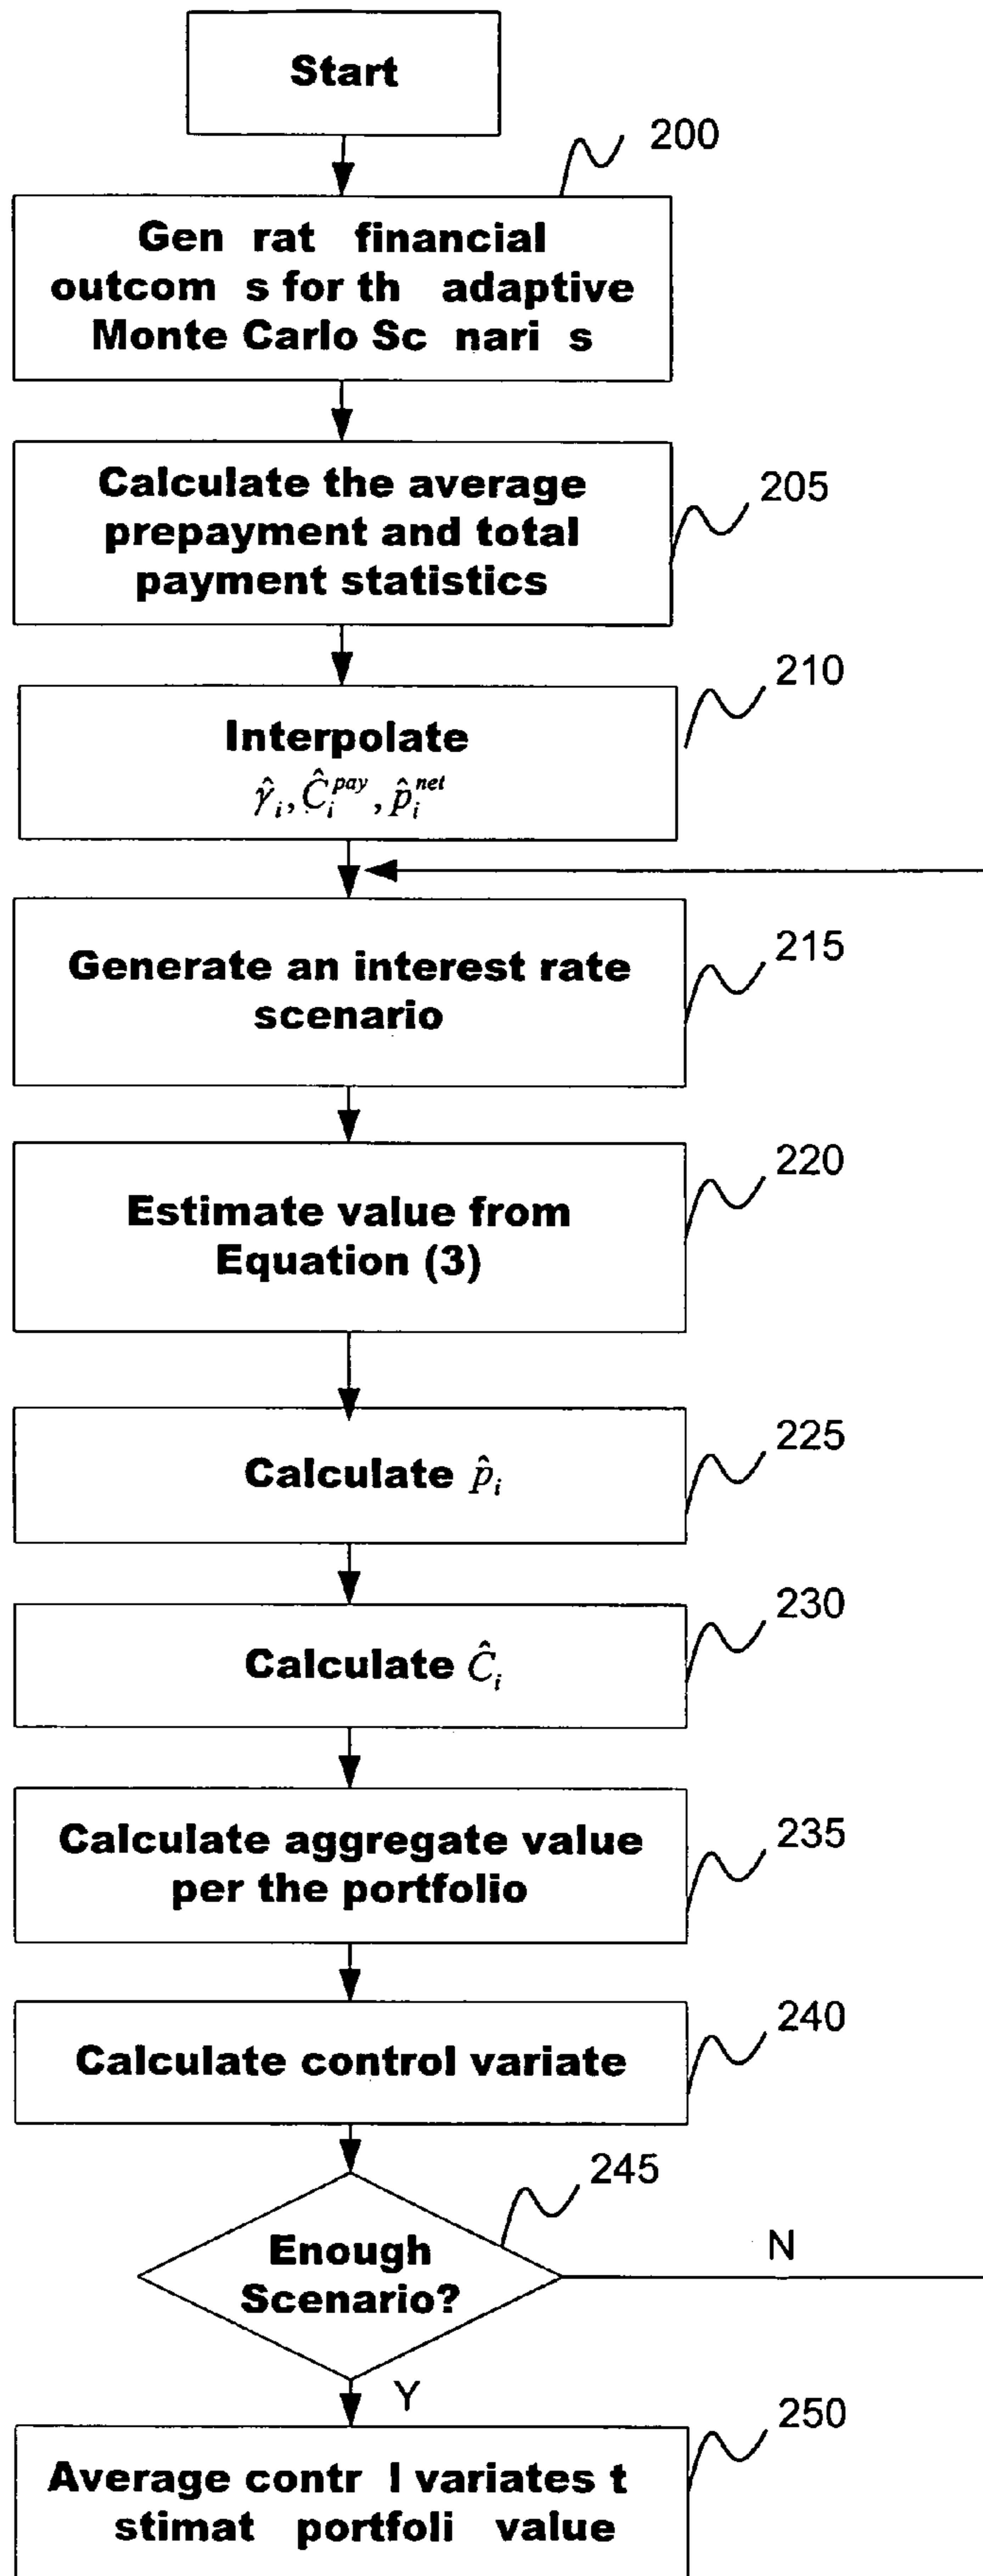 Start
200
Gen rat financial
outcom s for th adaptive
Monte Carlo Sc nari s
205
Calculate the average
prepayment and total
payment statistics
210
Interpolate
γ̂ᵢ, Ĉᵢᵖᵃʸ, p̂ᵢⁿᵉᵗ
215
Generate an interest rate
scenario
220
Estimate value from
Equation (3)
225
Calculate p̂ᵢ
230
Calculate Ĉᵢ
235
Calculate aggregate value
per the portfolio
240
Calculate control variate
245
Enough
Scenario?
N
Y
250
Average contr l variates t
stimat portfoli value